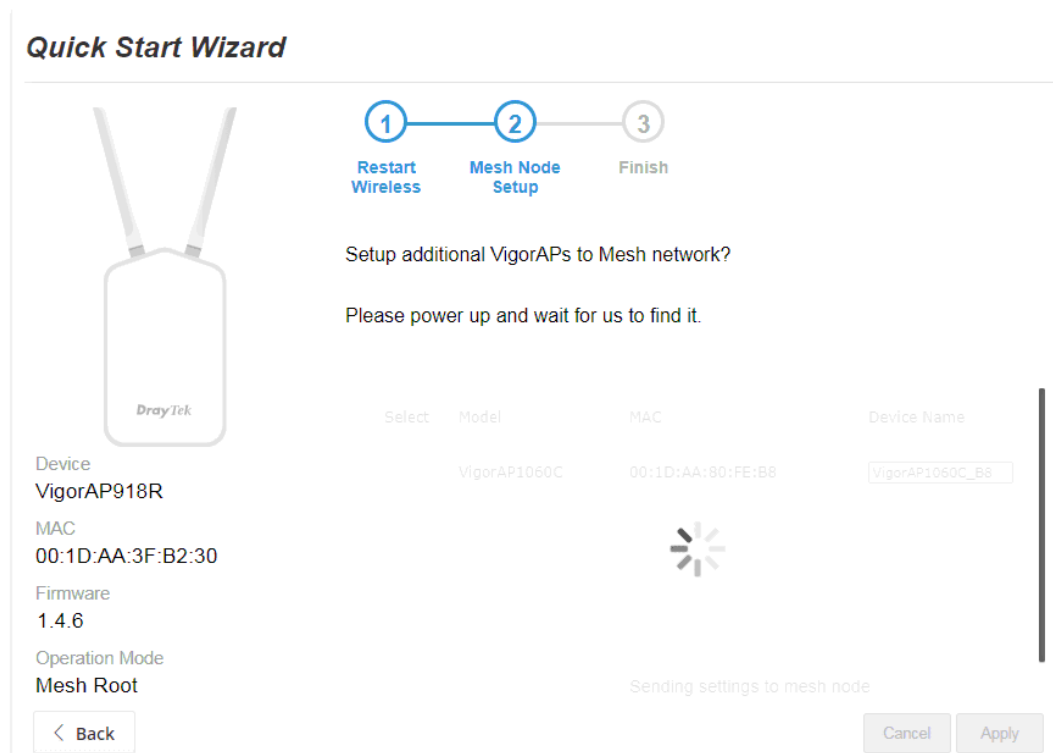 Quick Start Wizard
1
2
3
Restart
Wireless
Mesh Node
Setup
Finish
Setup additional VigorAPs to Mesh network?
Please power up and wait for us to find it.
DrayTek
Select Model MAC Device Name
VigorAP1060C 00:1D:AA:80:FE:B8 VigorAP1060C_B8
Sending settings to mesh node
Device
VigorAP918R
MAC
00:1D:AA:3F:B2:30
Firmware
1.4.6
Operation Mode
Mesh Root
< Back
Cancel Apply